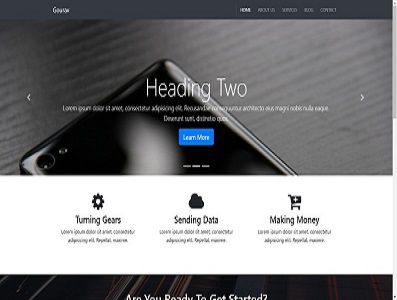 Gourav
HOME ABOUT US SERVICES BLOG CONTACT
Heading Two
Lorem ipsum dolor sit amet, consectetur adipisicing elit. Recusandae consequuntur architecto eius magni nobis nulla eaque.
Deserunt sunt, distinctio quos.
Learn More
Turning Gears
Lorem ipsum dolor sit amet, consectetur
adipisicing elit. Repellat, maxime.
Sending Data
Lorem ipsum dolor sit amet, consectetur
adipisicing elit. Repellat, maxime.
Making Money
Lorem ipsum dolor sit amet, consectetur
adipisicing elit. Repellat, maxime.
Are You Ready To Get Started?